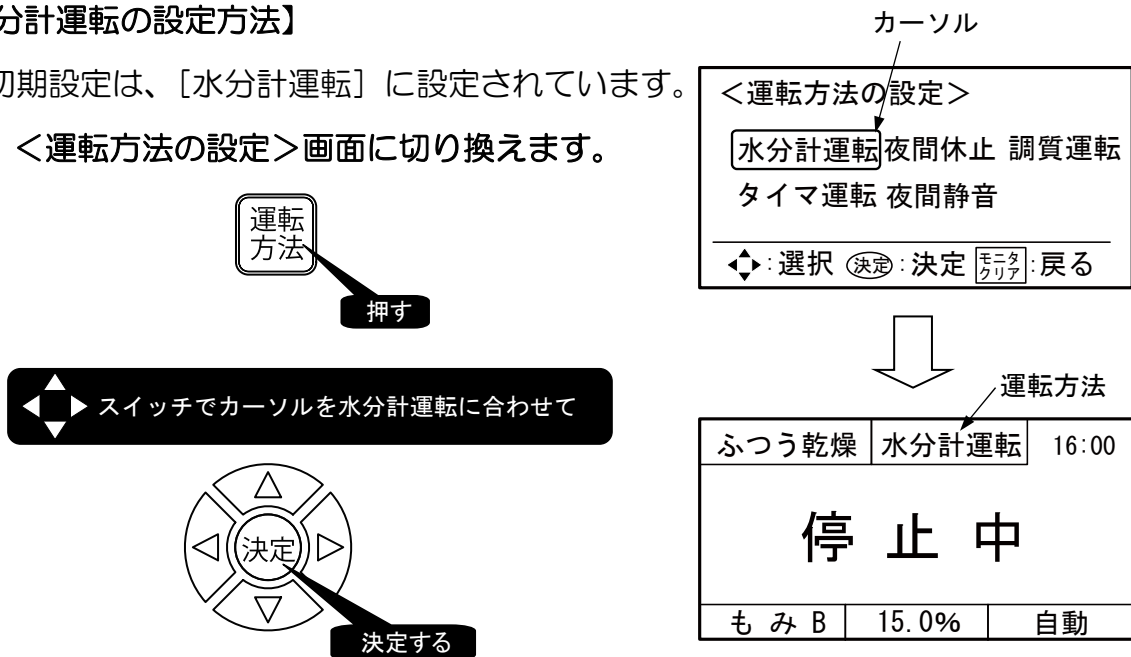 分計運転の設定方法】
初期設定は、[水分計運転] に設定されています。
<運転方法の設定>画面に切り換えます。
運転
方法
押す
スイッチでカーソルを水分計運転に合わせて
決定
決定する
カーソル
<運転方法の設定>
水分計運転 夜間休止 調質運転
タイマ運転 夜間静音
:選択 決定:決定 モニタクリア:戻る
運転方法
ふつう乾燥 水分計運転 16:00
停止中
もみB 15.0% 自動